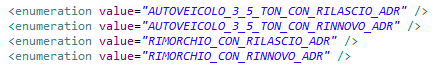 <enumeration value="AUTOVEICOLO_3_5_TON_CON_RILASCIO_ADR" />
<enumeration value="AUTOVEICOLO_3_5_TON_CON_RINNOVO_ADR" />
<enumeration value="RIMORCHIO_CON_RILASCIO_ADR" />
<enumeration value="RIMORCHIO_CON_RINNOVO_ADR" />